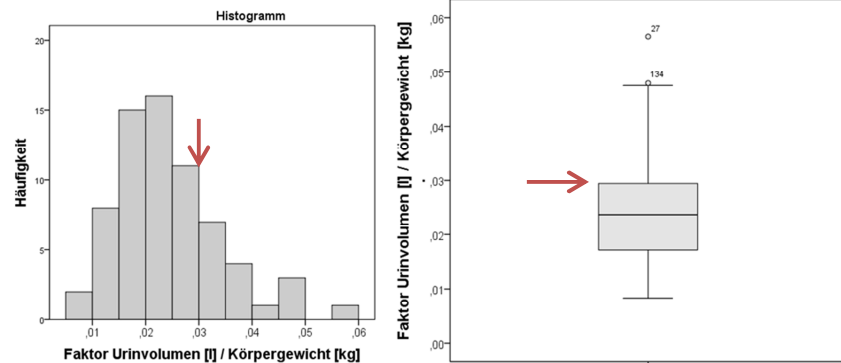 Histogramm
Häufigkeit
20
15
10
5
0
,01 ,02 ,03 ,04 ,05 ,06
Faktor Urinvolumen [l] / Körpergewicht [kg]
Faktor Urinvolumen [l] / Körpergewicht [kg]
,06
,05
,04
,03
,02
,01
,00
27
134